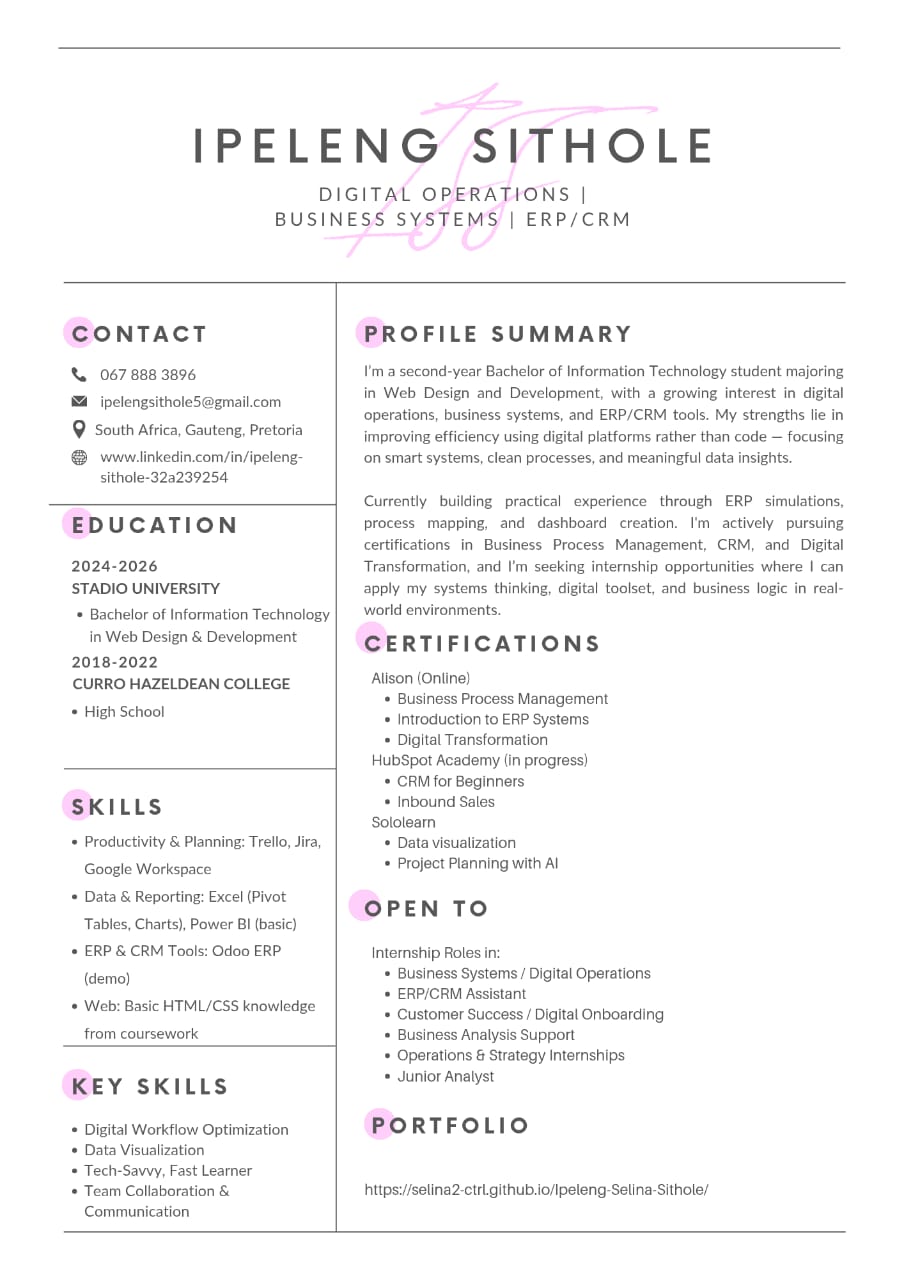 IPELENG SITHOLE
DIGITAL OPERATIONS |
BUSINESS SYSTEMS | ERP/CRM
CONTACT
067 888 3896
ipelengsithole5@gmail.com
South Africa, Gauteng, Pretoria
www.linkedin.com/in/ipeleng-
sithole-32a239254
EDUCATION
2024-2026
STADIO UNIVERSITY
• Bachelor of Information Technology
in Web Design & Development
2018-2022
CURRO HAZELDEAN COLLEGE
• High School
SKILLS
• Productivity & Planning: Trello, Jira,
Google Workspace
• Data & Reporting: Excel (Pivot
Tables, Charts), Power BI (basic)
• ERP & CRM Tools: Odoo ERP
(demo)
• Web: Basic HTML/CSS knowledge
from coursework
KEY SKILLS
• Digital Workflow Optimization
• Data Visualization
• Tech-Savvy, Fast Learner
• Team Collaboration &
Communication
PROFILE SUMMARY
I'm a second-year Bachelor of Information Technology student majoring
in Web Design and Development, with a growing interest in digital
operations, business systems, and ERP/CRM tools. My strengths lie in
improving efficiency using digital platforms rather than code — focusing
on smart systems, clean processes, and meaningful data insights.
Currently building practical experience through ERP simulations,
process mapping, and dashboard creation. I'm actively pursuing
certifications in Business Process Management, CRM, and Digital
Transformation, and I'm seeking internship opportunities where I can
apply my systems thinking, digital toolset, and business logic in real-
world environments.
CERTIFICATIONS
Alison (Online)
• Business Process Management
• Introduction to ERP Systems
• Digital Transformation
HubSpot Academy (in progress)
• CRM for Beginners
• Inbound Sales
Sololearn
• Data visualization
• Project Planning with AI
OPEN TO
Internship Roles in:
• Business Systems / Digital Operations
• ERP/CRM Assistant
• Customer Success / Digital Onboarding
• Business Analysis Support
• Operations & Strategy Internships
• Junior Analyst
PORTFOLIO
https://selina2-ctrl.github.io/Ipeleng-Selina-Sithole/